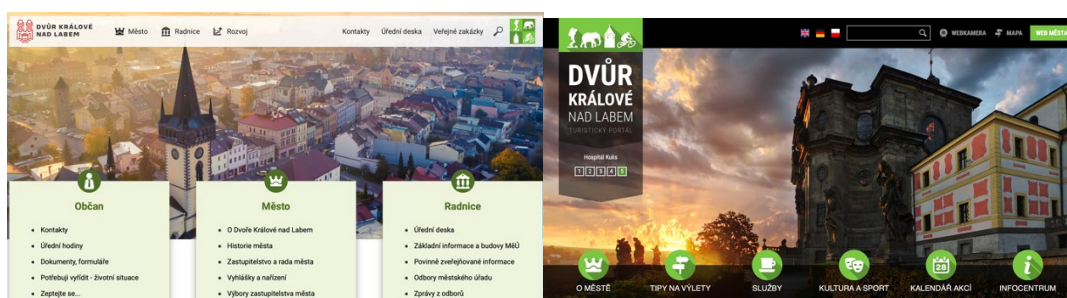 DVŮR KRÁLOVÉ
NAD LABEM
Město
Radnice
Rozvoj
Kontakty
Úřední deska
Veřejné zakázky
Občan
Kontakty
Úřední hodiny
Dokumenty, formuláře
Potřebuji vyřídit - životní situace
Zeptejte se...
Město
O Dvoře Králové nad Labem
Historie města
Zastupitelstvo a rada města
Vyhlášky a nařízení
Výbory zastupitelstva města
Radnice
Úřední deska
Základní informace a budovy MěÚ
Povinně zveřejňované informace
Odbory městského úřadu
Zprávy z odborů
WEBKAMERA
MAPA
WEB MĚSTA
DVŮR
KRÁLOVÉ
NAD LABEM
TURISTICKÝ PORTÁL
Hospitál Kuks
1 2 3 4 5
O MĚSTĚ
TIPY NA VÝLETY
SLUŽBY
KULTURA A SPORT
28
KALENDÁŘ AKCÍ
INFOCENTRUM